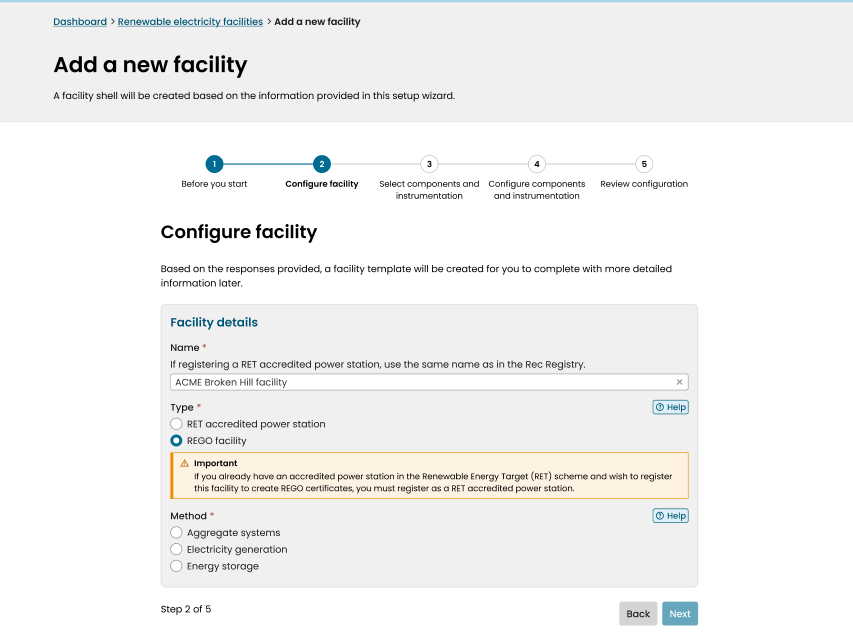 Dashboard > Renewable electricity facilities > Add a new facility
Add a new facility
A facility shell will be created based on the information provided in this setup wizard.
1 2 3 4 5
Before you start
Configure facility
Select components and
instrumentation
Configure components
and instrumentation
Review configuration
Configure facility
Based on the responses provided, a facility template will be created for you to complete with more detailed
information later.
Facility details
Name *
If registering a RET accredited power station, use the same name as in the Rec Registry.
ACME Broken Hill facility ×
Type * Help
RET accredited power station
REGO facility
Important
If you already have an accredited power station in the Renewable Energy Target (RET) scheme and wish to register
this facility to create REGO certificates, you must register as a RET accredited power station.
Method * Help
Aggregate systems
Electricity generation
Energy storage
Step 2 of 5
Back Next